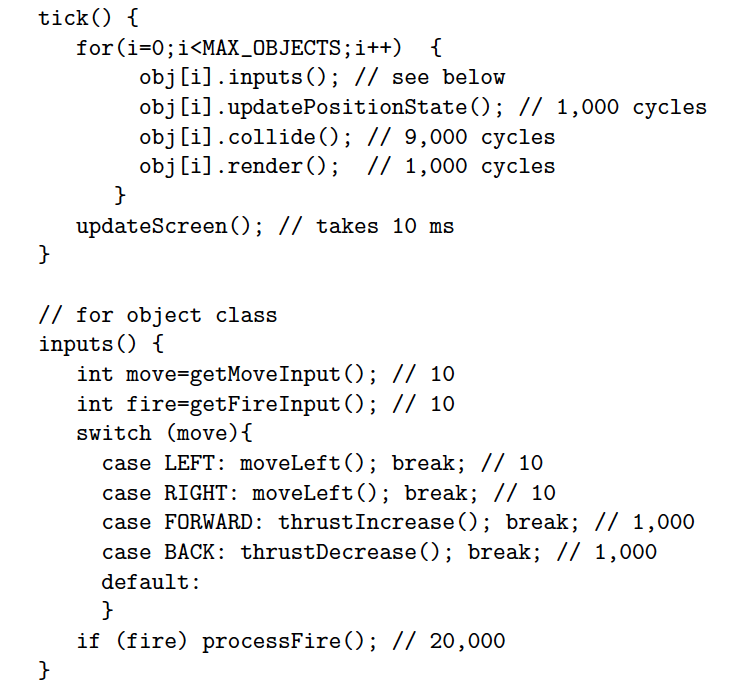 tick() {
for(i=0;i<MAX_OBJECTS;i++) {
obj[i].inputs(); // see below
obj[i].updatePositionState(); // 1,000 cycles
obj[i].collide(); // 9,000 cycles
obj[i].render(); // 1,000 cycles
}
updateScreen(); // takes 10 ms
}
// for object class
inputs() {
int move=getMoveInput(); // 10
int fire=getFireInput(); // 10
switch (move){
case LEFT: moveLeft(); break; // 10
case RIGHT: moveLeft(); break; // 10
case FORWARD: thrustIncrease(); break; // 1,000
case BACK: thrustDecrease(); break; // 1,000
default:
}
if (fire) processFire(); // 20,000
}